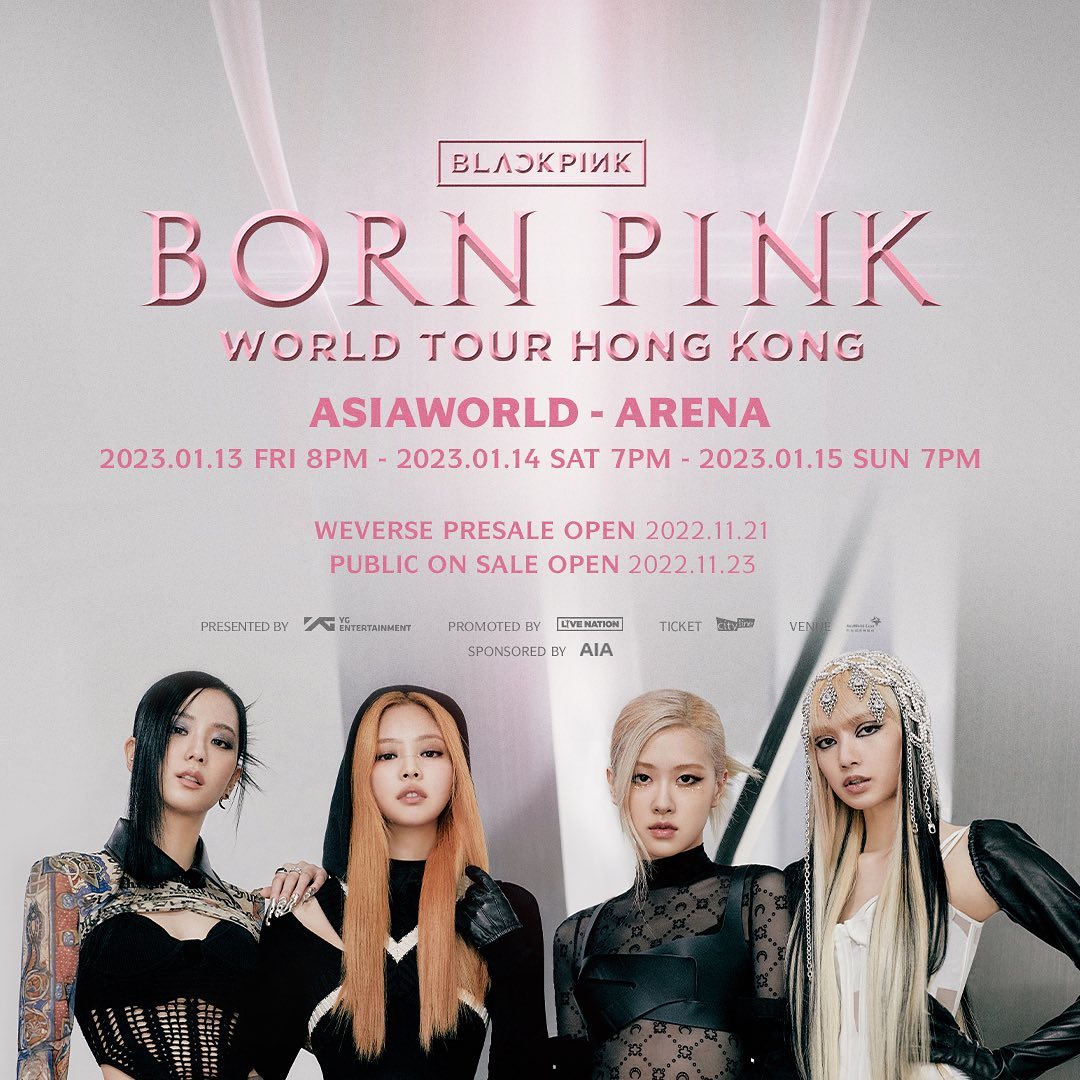 BLACKPINK
BORN PINK
WORLD TOUR HONG KONG
ASIAWORLD - ARENA
2023.01.13 FRI 8PM - 2023.01.14 SAT 7PM - 2023.01.15 SUN 7PM
WEVERSE PRESALE OPEN 2022.11.21
PUBLIC ON SALE OPEN 2022.11.23
PRESENTED BY YG YG ENTERTAINMENT PROMOTED BY LIVE NATION TICKET cityline VENUE
SPONSORED BY AIA